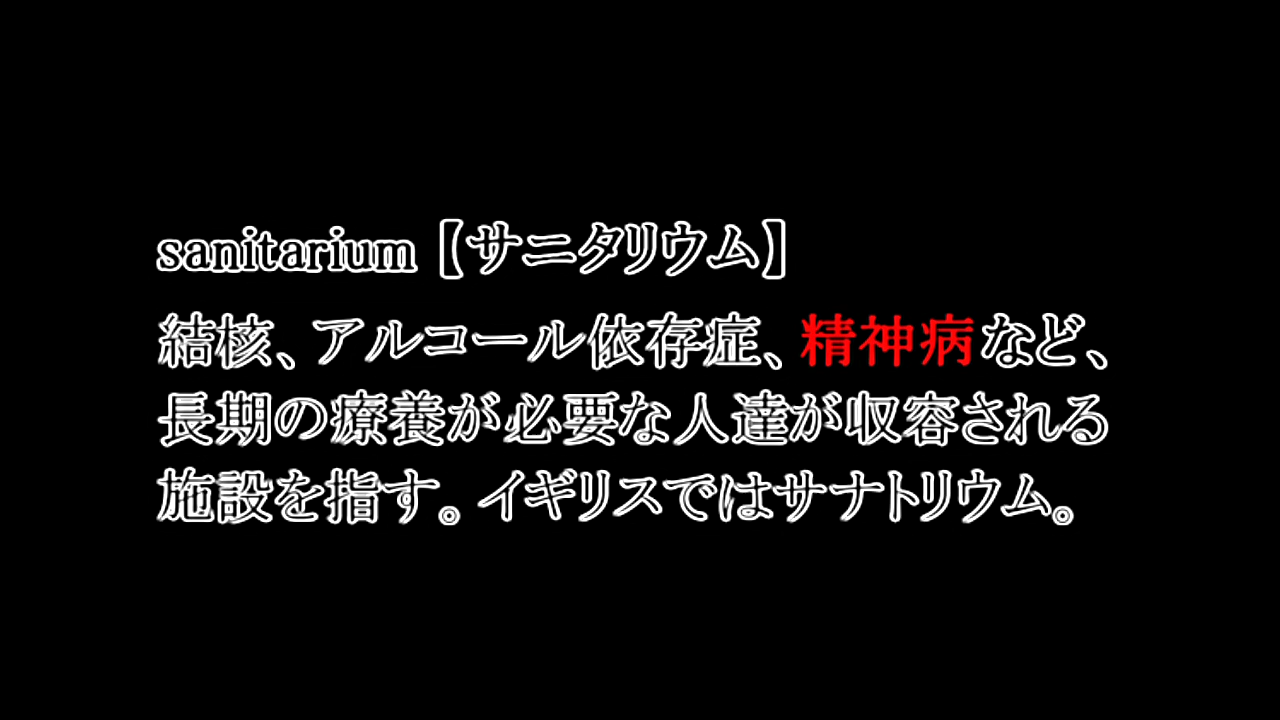 sanitarium【サニタリウム】
結核、アルコール依存症、精神病など、
長期の療養が必要な人達が収容される
施設を指す。イギリスではサナトリウム。